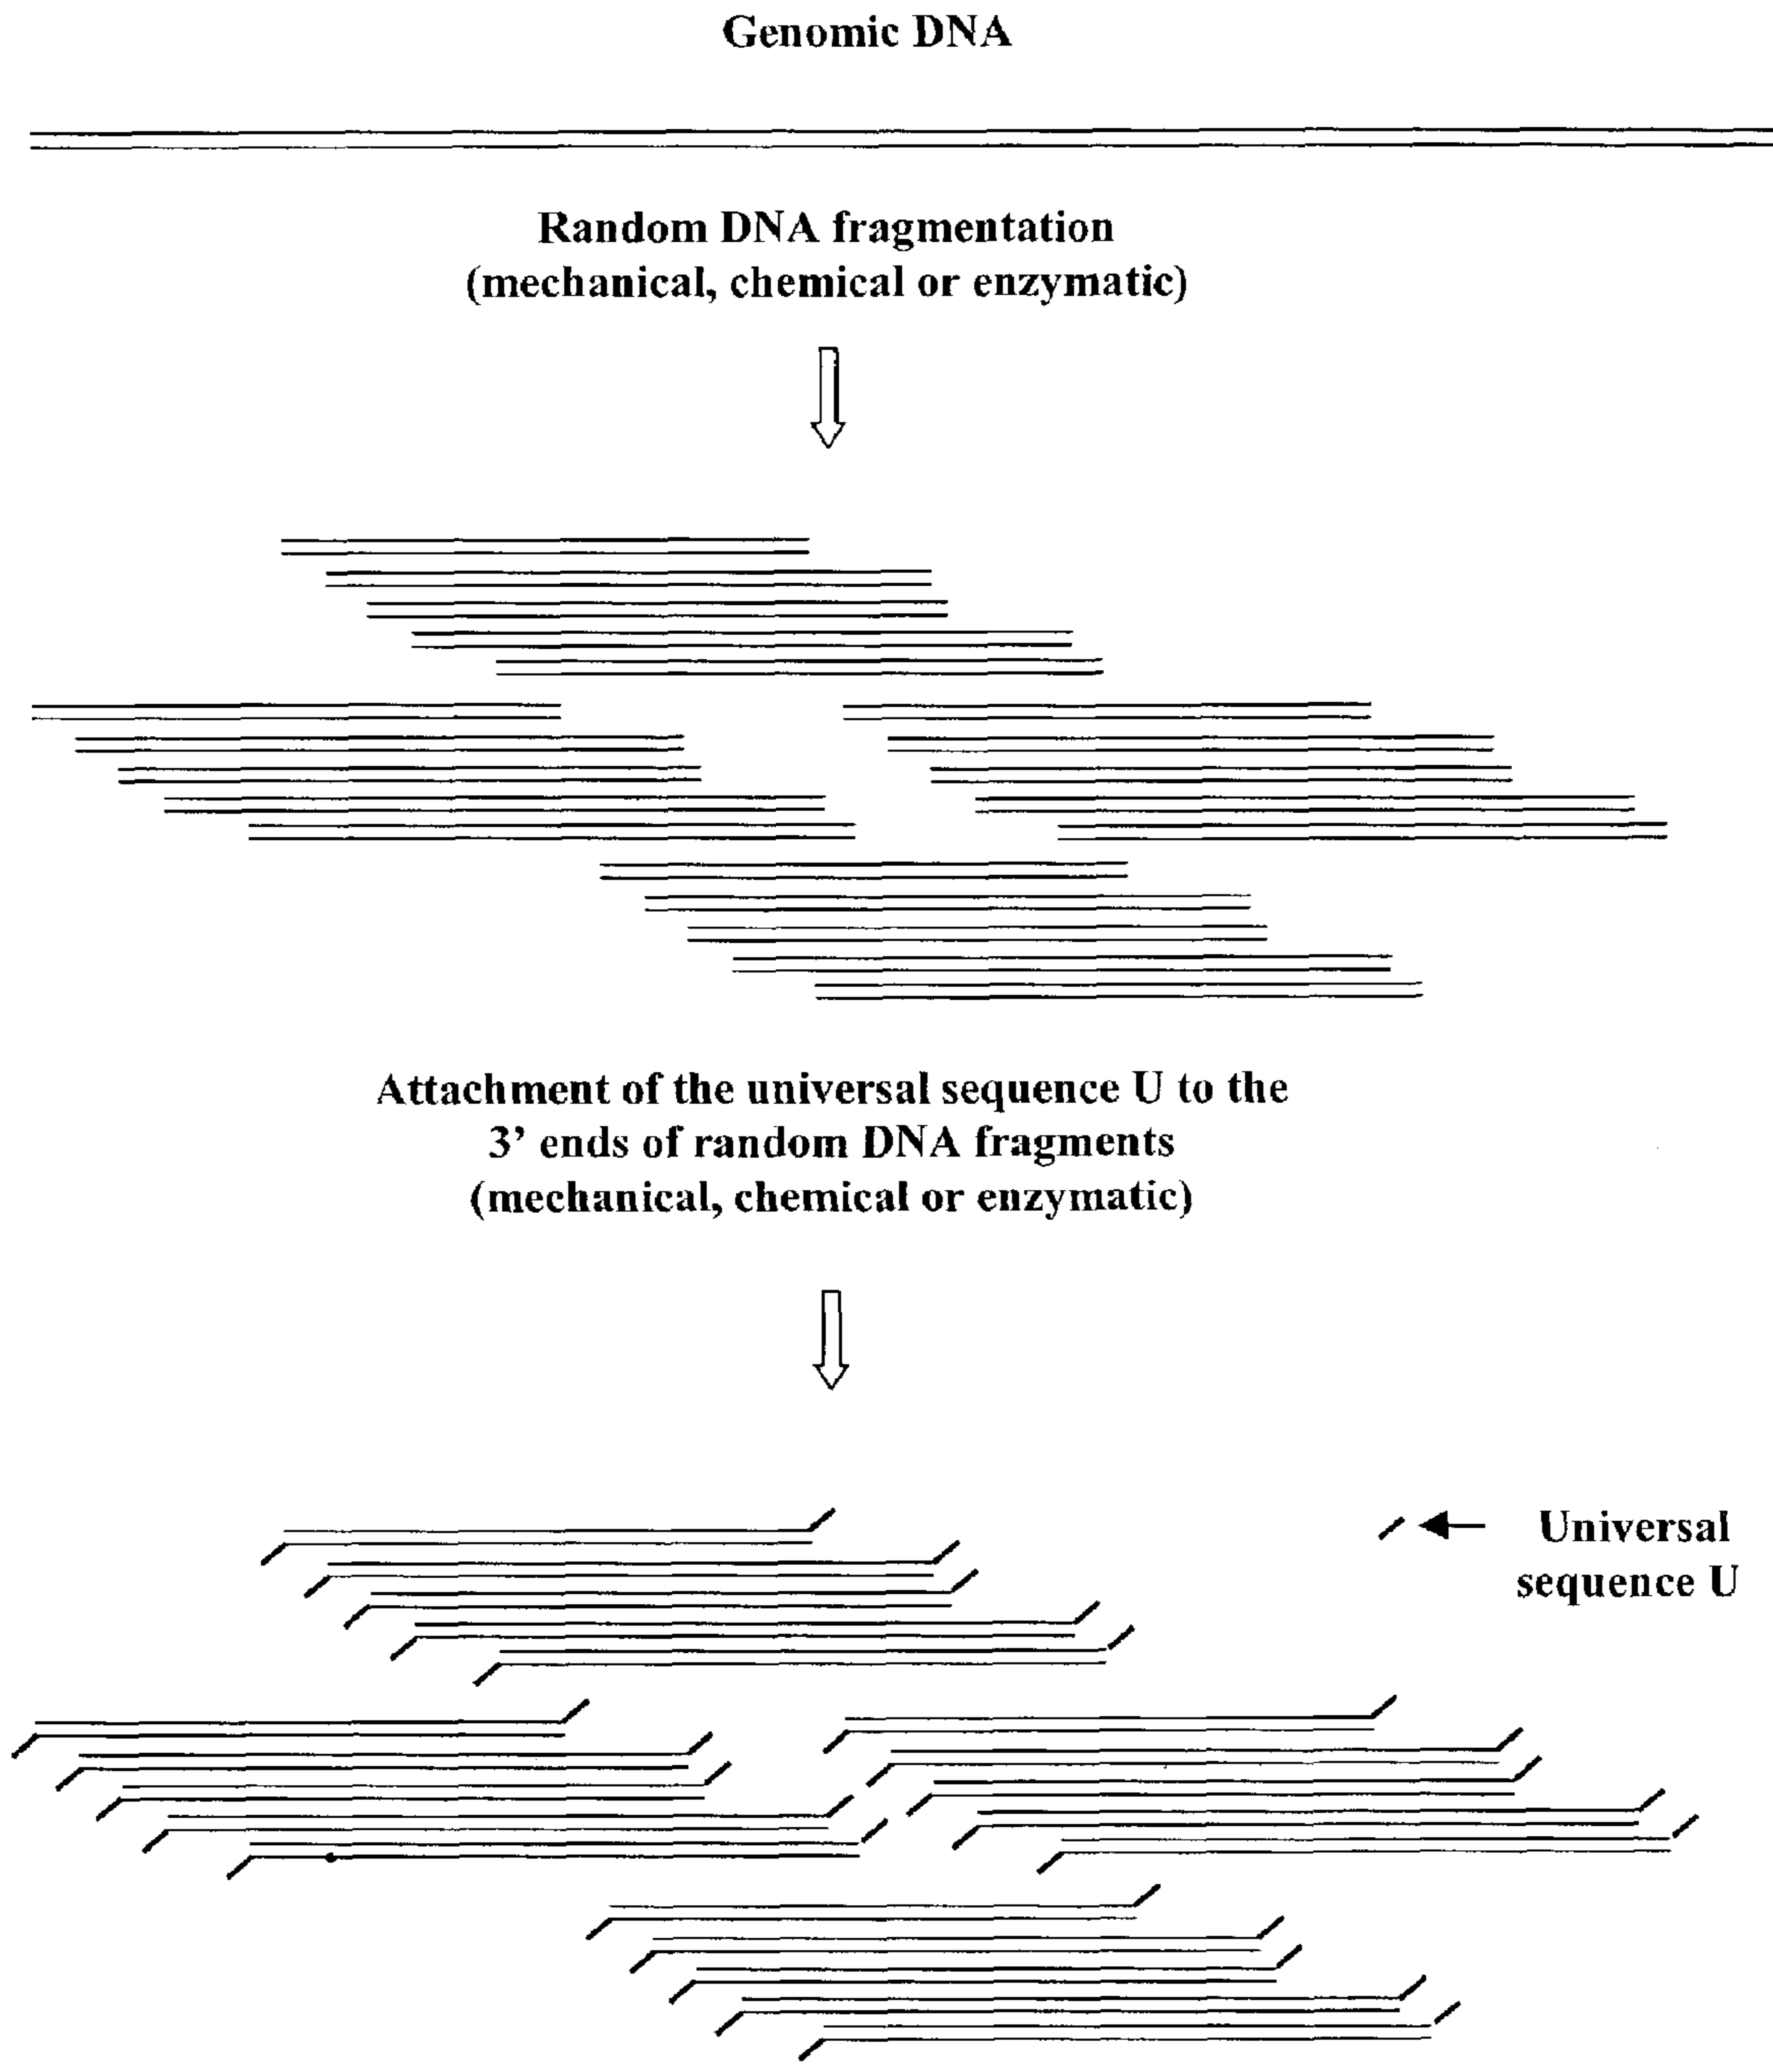 Genomic DNA
Random DNA fragmentation
(mechanical, chemical or enzymatic)
Attachment of the universal sequence U to the
3’ ends of random DNA fragments
(mechanical, chemical or enzymatic)
Universal
sequence U